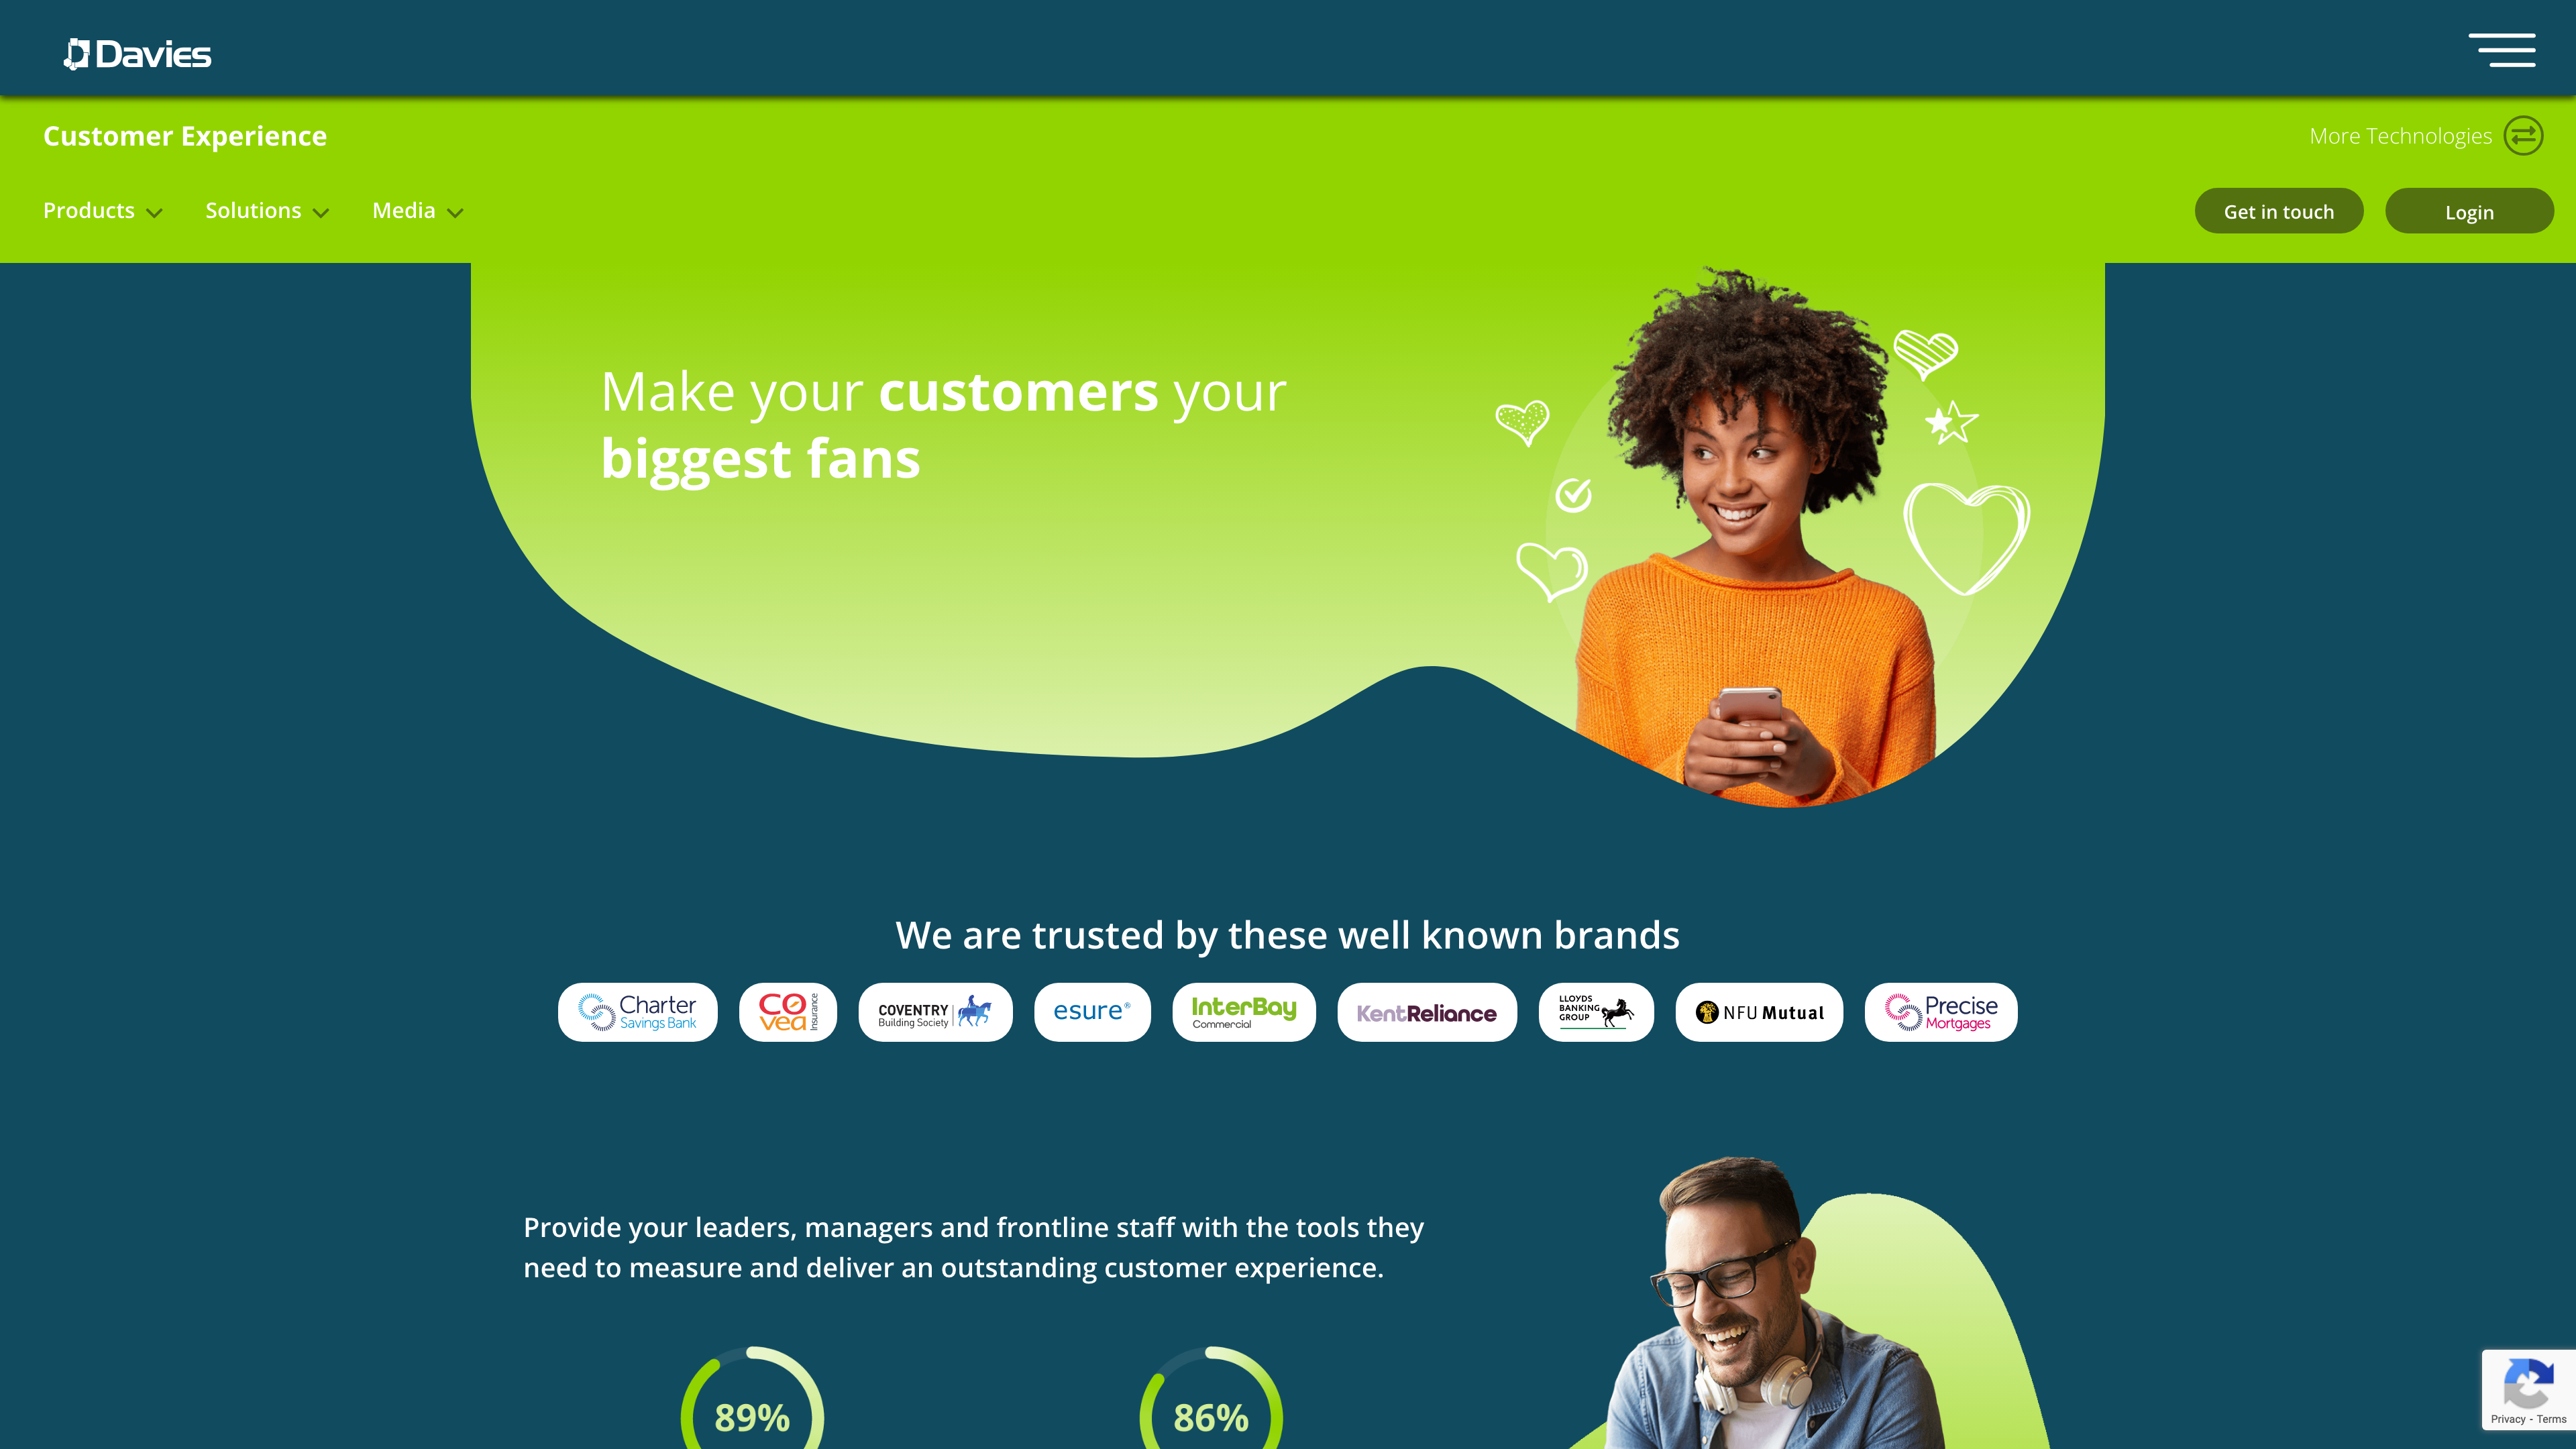 Davies
Customer Experience
More Technologies
Products
Solutions
Media
Get in touch
Login
Make your customers your
biggest fans
We are trusted by these well known brands
Charter
Savings Bank
COvea
Insurance
COVENTRY
Building Society
esure®
InterBay
Commercial
KentReliance
LLOYDS
BANKING
GROUP
NFU Mutual
Precise
Mortgages
Provide your leaders, managers and frontline staff with the tools they
need to measure and deliver an outstanding customer experience.
89%
86%
Privacy - Terms